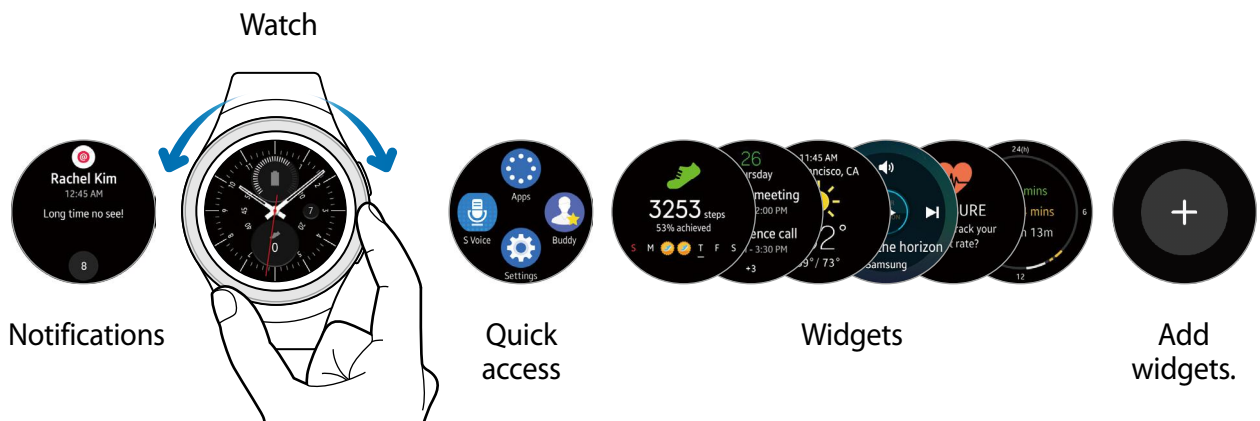 Watch
Rachel Kim
12:45 AM
Long time no see!
8
Notifications
Apps
S Voice
Buddy
Settings
Quick
access
3253 steps
53% achieved
S M T F S
26
ursday
meeting
2:00 PM
ence call
- 3:30 PM
+3
11:45 AM
ncisco, CA
2°
9°/ 73°
he horizon
Samsung
URE
rack your
rate?
24(h)
mins
6
mins
13m
12
Widgets
+
Add
widgets.